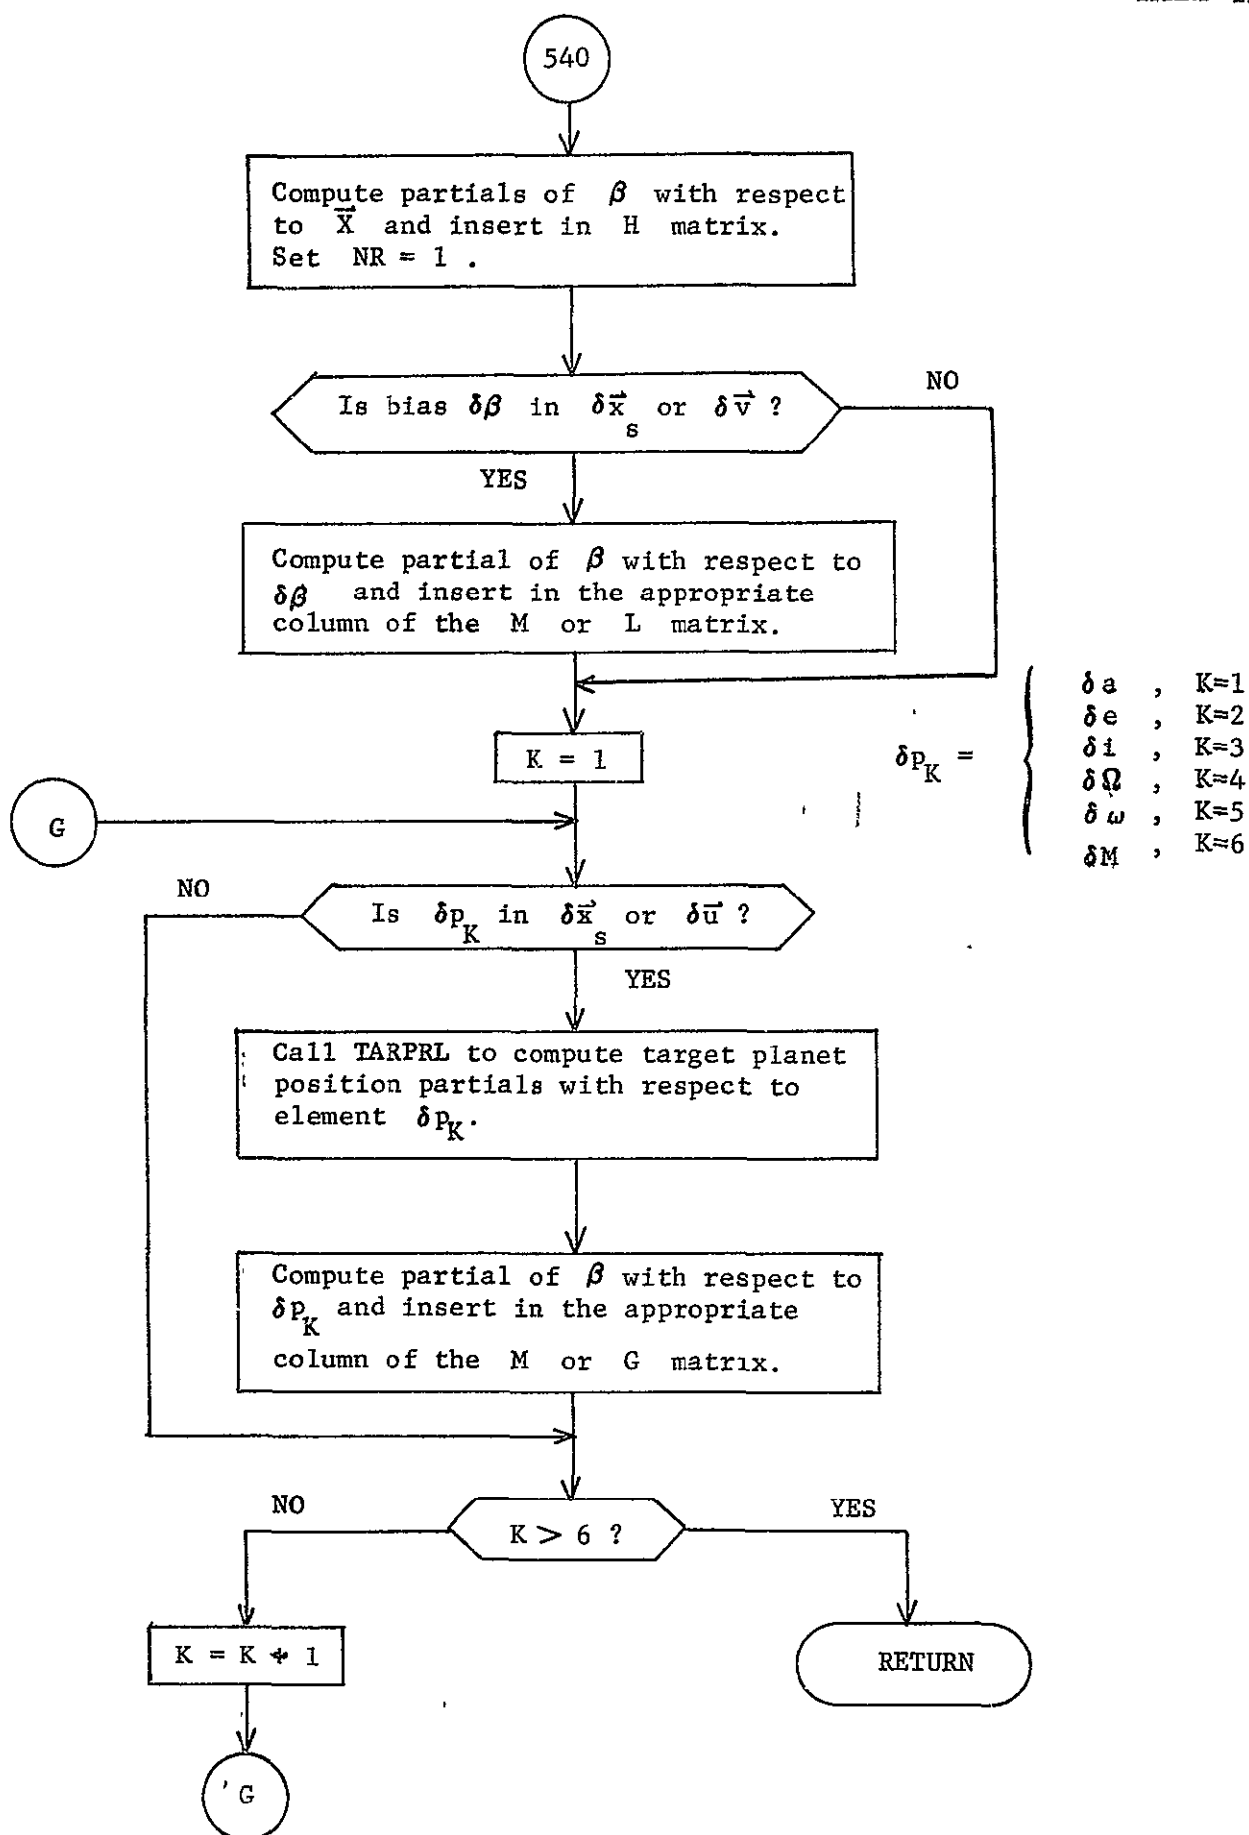 540
Compute partials of β with respect
to X⃗ and insert in H matrix.
Set NR = 1 .
Is bias δβ in δx⃗s or δv⃗ ?
NO
YES
Compute partial of β with respect to
δβ and insert in the appropriate
column of the M or L matrix.
K = 1
δpK =
δa , K=1
δe , K=2
δi , K=3
δΩ , K=4
δω , K=5
δM , K=6
G
NO
Is δpK in δx⃗s or δu⃗ ?
YES
Call TARPRL to compute target planet
position partials with respect to
element δpK.
Compute partial of β with respect to
δpK and insert in the appropriate
column of the M or G matrix.
NO
K > 6 ?
YES
K = K + 1
RETURN
G